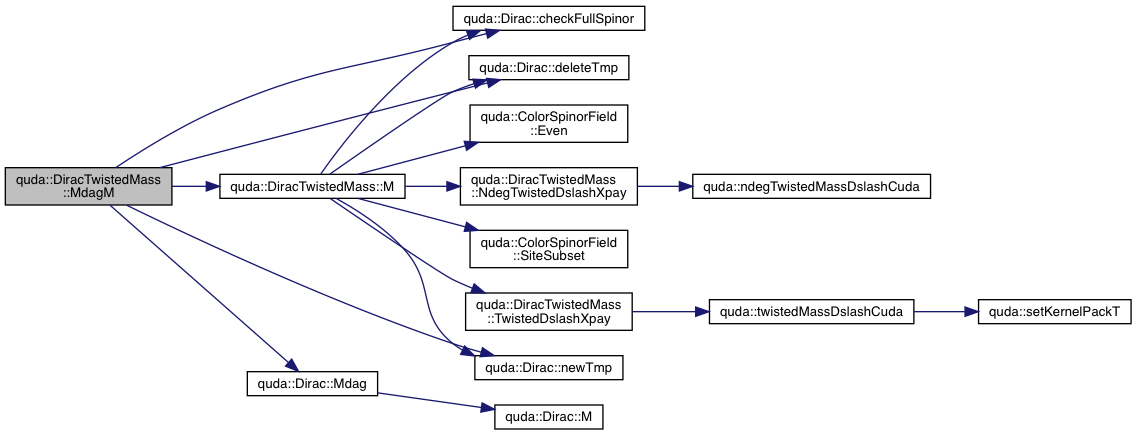 quda::Dirac::checkFullSpinor
quda::Dirac::deleteTmp
quda::ColorSpinorField
::Even
quda::DiracTwistedMass
::MdagM
quda::DiracTwistedMass::M
quda::DiracTwistedMass
::NdegTwistedDslashXpay
quda::ndegTwistedMassDslashCuda
quda::ColorSpinorField
::SiteSubset
quda::DiracTwistedMass
::TwistedDslashXpay
quda::twistedMassDslashCuda
quda::setKernelPackT
quda::Dirac::newTmp
quda::Dirac::Mdag
quda::Dirac::M